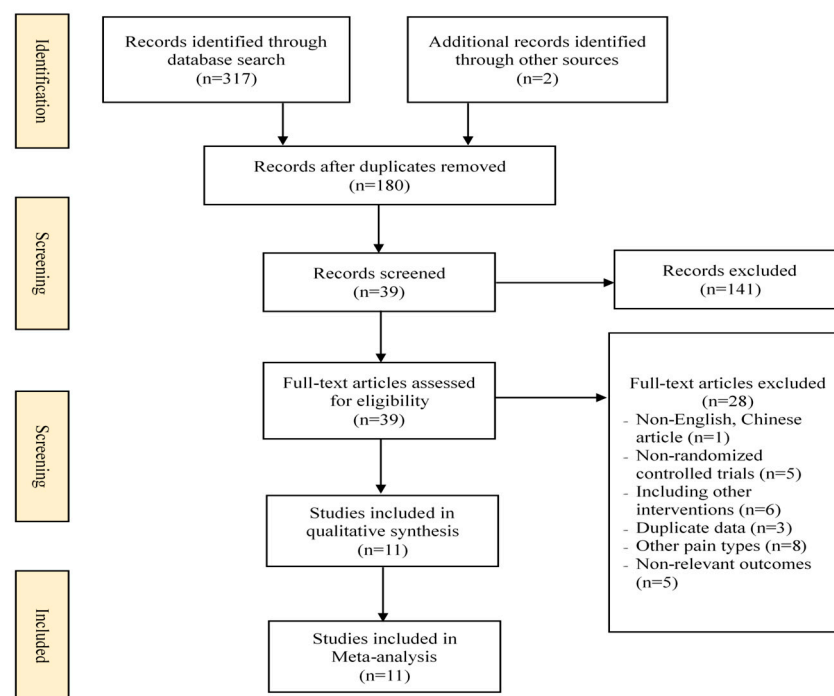 Identification
Records identified through
database search
(n=317)
Additional records identified
through other sources
(n=2)
Records after duplicates removed
(n=180)
Screening
Records screened
(n=39)
Records excluded
(n=141)
Screening
Full-text articles assessed
for eligibility
(n=39)
Full-text articles excluded
(n=28)
- Non-English, Chinese
article (n=1)
- Non-randomized
controlled trials (n=5)
- Including other
interventions (n=6)
- Duplicate data (n=3)
- Other pain types (n=8)
- Non-relevant outcomes
(n=5)
Studies included in
qualitative synthesis
(n=11)
Included
Studies included in
Meta-analysis
(n=11)